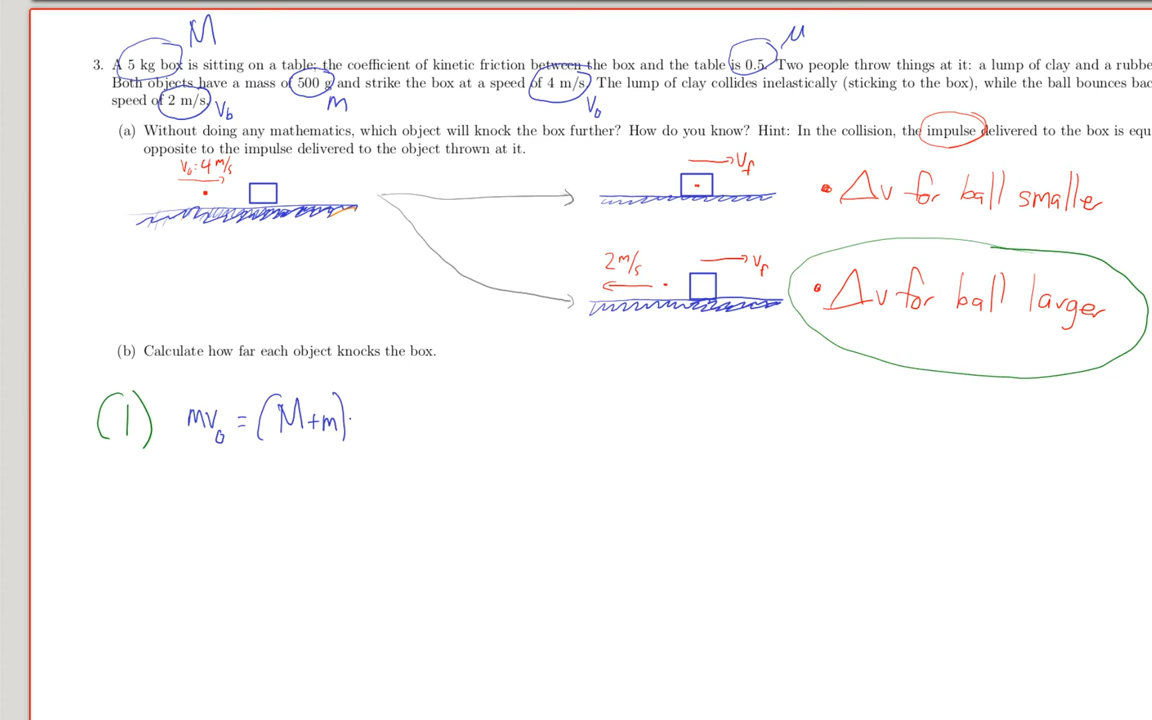 M
μ
3. A 5 kg box is sitting on a table; the coefficient of kinetic friction between the box and the table is 0.5. Two people throw things at it: a lump of clay and a
Both objects have a mass of 500 g and strike the box at a speed of 4 m/s. The lump of clay collides inelastically (sticking to the box), while the ball bounces
speed of 2 m/s.
V_b
m
V_0
(a) Without doing any mathematics, which object will knock the box further? How do you know? Hint: In the collision, the impulse delivered to the box is
opposite to the impulse delivered to the object thrown at it.
V_0: 4 m/s
V_f
• Δv for ball smaller
2 m/s
V_f
• Δv for ball larger
(b) Calculate how far each object knocks the box.
(1) mv_0 = (M+m)